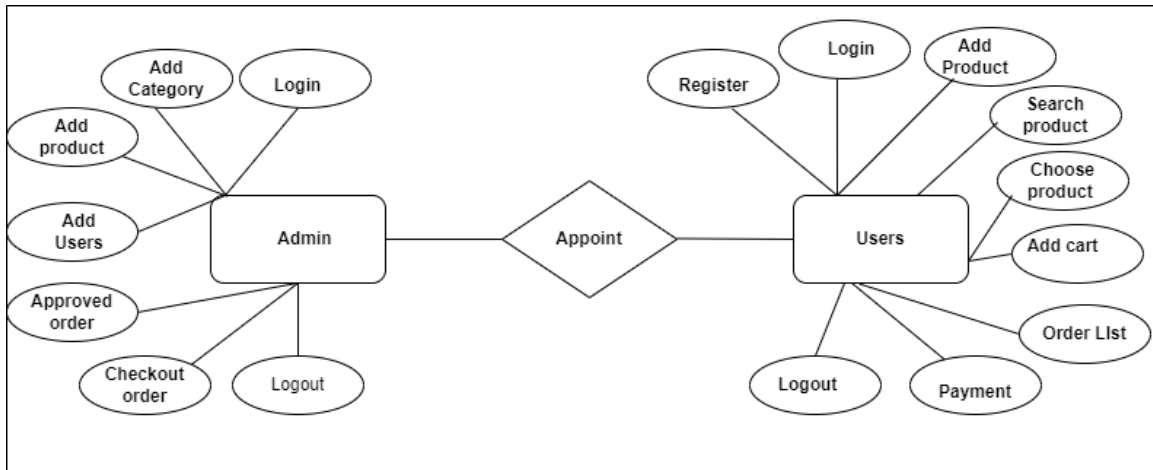 Add
Category
Login
Add
product
Add
Users
Admin
Approved
order
Checkout
order
Logout
Appoint
Register
Login
Add
Product
Search
product
Choose
product
Users
Add cart
Order LIst
Payment
Logout